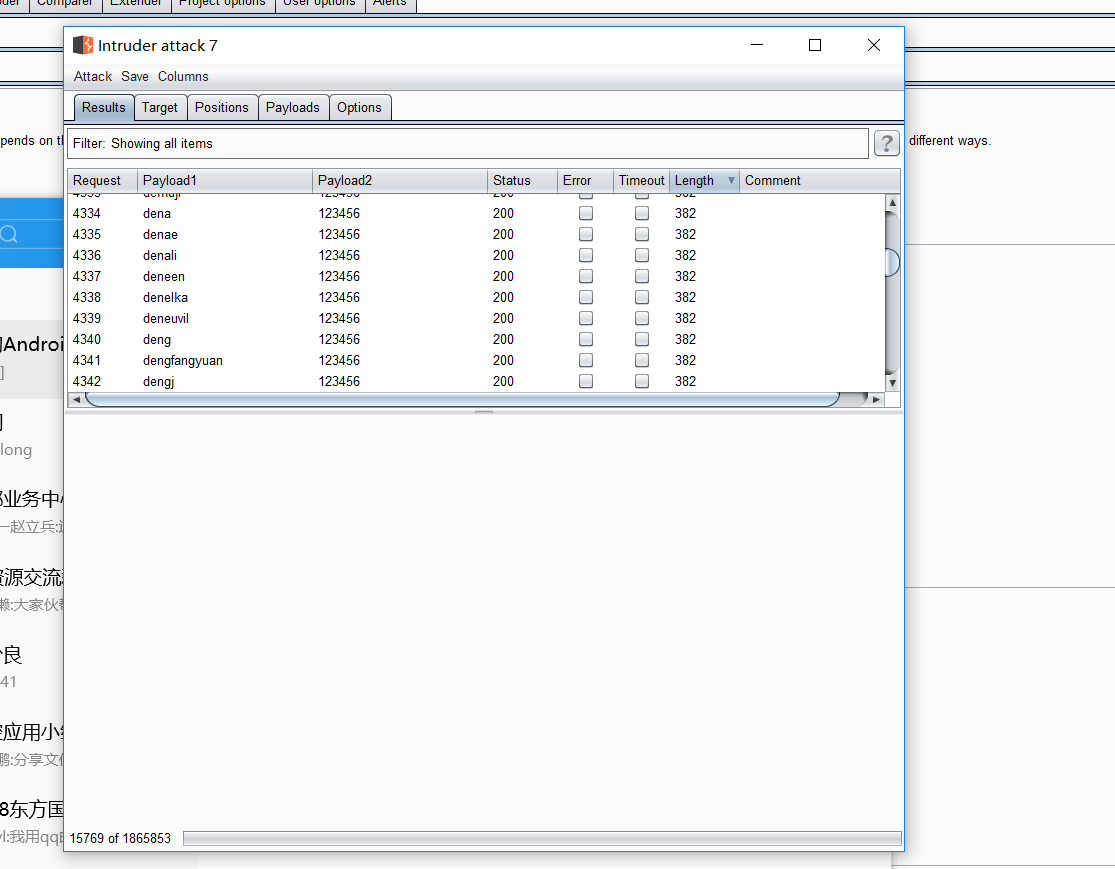 Comparer Extender Project options User options Alerts
Intruder attack 7
Attack Save Columns
Results Target Positions Payloads Options
pends on
different ways.
Filter: Showing all items
?
Request Payload1 Payload2 Status Error Timeout Length Comment
4334 dena 123456 200 382
4335 denae 123456 200 382
4336 denali 123456 200 382
4337 deneen 123456 200 382
4338 denelka 123456 200 382
4339 deneuvil 123456 200 382
4340 deng 123456 200 382
4341 dengfangyuan 123456 200 382
4342 dengj 123456 200 382
Androi
]
long
业务中
一赵立兵:
资源交流
懒:大家伙
良
41
应用小
鹏:分享文
8东方国
l:我用qq
15769 of 1865853